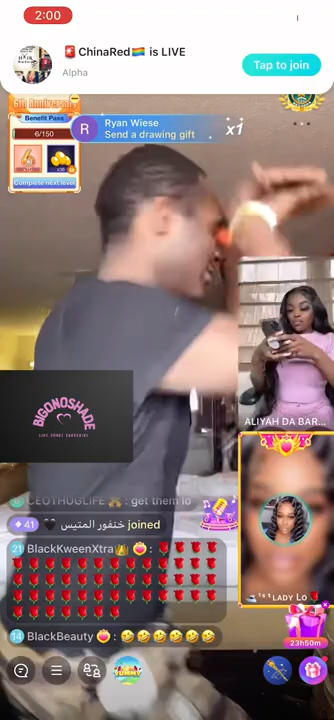 2:00
🚨ChinaRed🏳️‍🌈 is LIVE
Alpha
Tap to join
6th Anniversary
Benefit Pass
6/150
Complete next level
R
Ryan Wiese
Send a drawing gift
x1
BIGONOSHADE
ALIYAH DA BAR...
CEOTHUGLIFE : get them lo
41 🖤 خنفور المتيس joined
21 BlackKweenXtra : 🌹🌹🌹🌹🌹🌹🌹🌹🌹🌹🌹🌹🌹🌹🌹🌹🌹🌹🌹🌹🌹🌹🌹🌹🌹🌹🌹🌹🌹🌹🌹🌹🌹🌹🌹🌹🌹🌹🌹🌹🌹🌹🌹🌹🌹🌹
¹ˢᵗLADY Lo🌹
14 BlackBeauty : 🤣🤣🤣🤣🤣🤣
23h50m